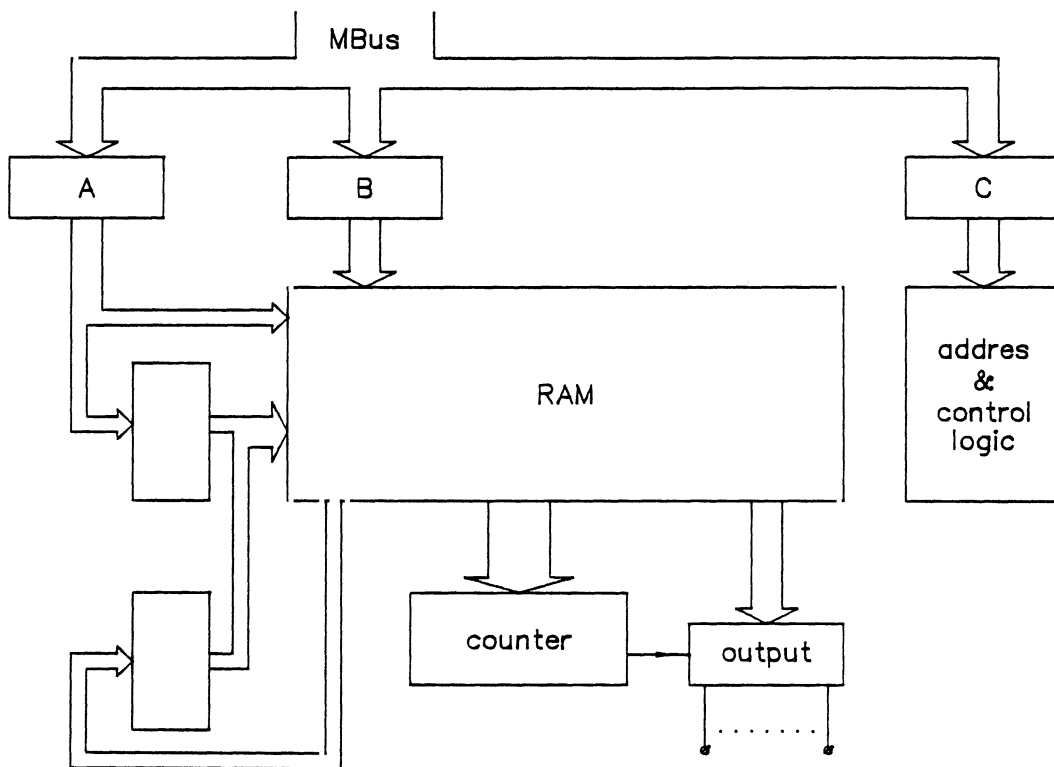 MBus
A
B
C
RAM
addres
&
control
logic
counter
output